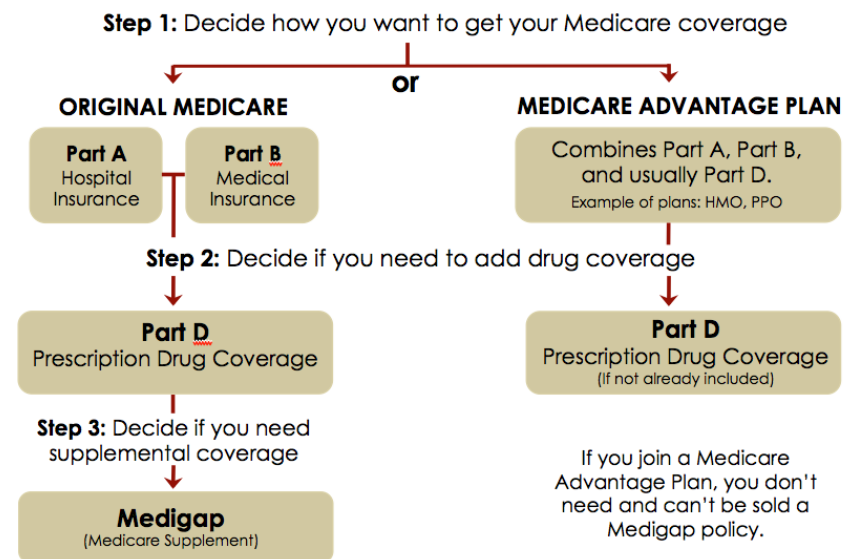 Step 1: Decide how you want to get your Medicare coverage
or
ORIGINAL MEDICARE
Part A
Hospital
Insurance
Part B
Medical
Insurance
MEDICARE ADVANTAGE PLAN
Combines Part A, Part B,
and usually Part D.
Example of plans: HMO, PPO
Step 2: Decide if you need to add drug coverage
Part D
Prescription Drug Coverage
Part D
Prescription Drug Coverage
(If not already included)
Step 3: Decide if you need
supplemental coverage
Medigap
(Medicare Supplement)
If you join a Medicare
Advantage Plan, you don’t
need and can’t be sold a
Medigap policy.